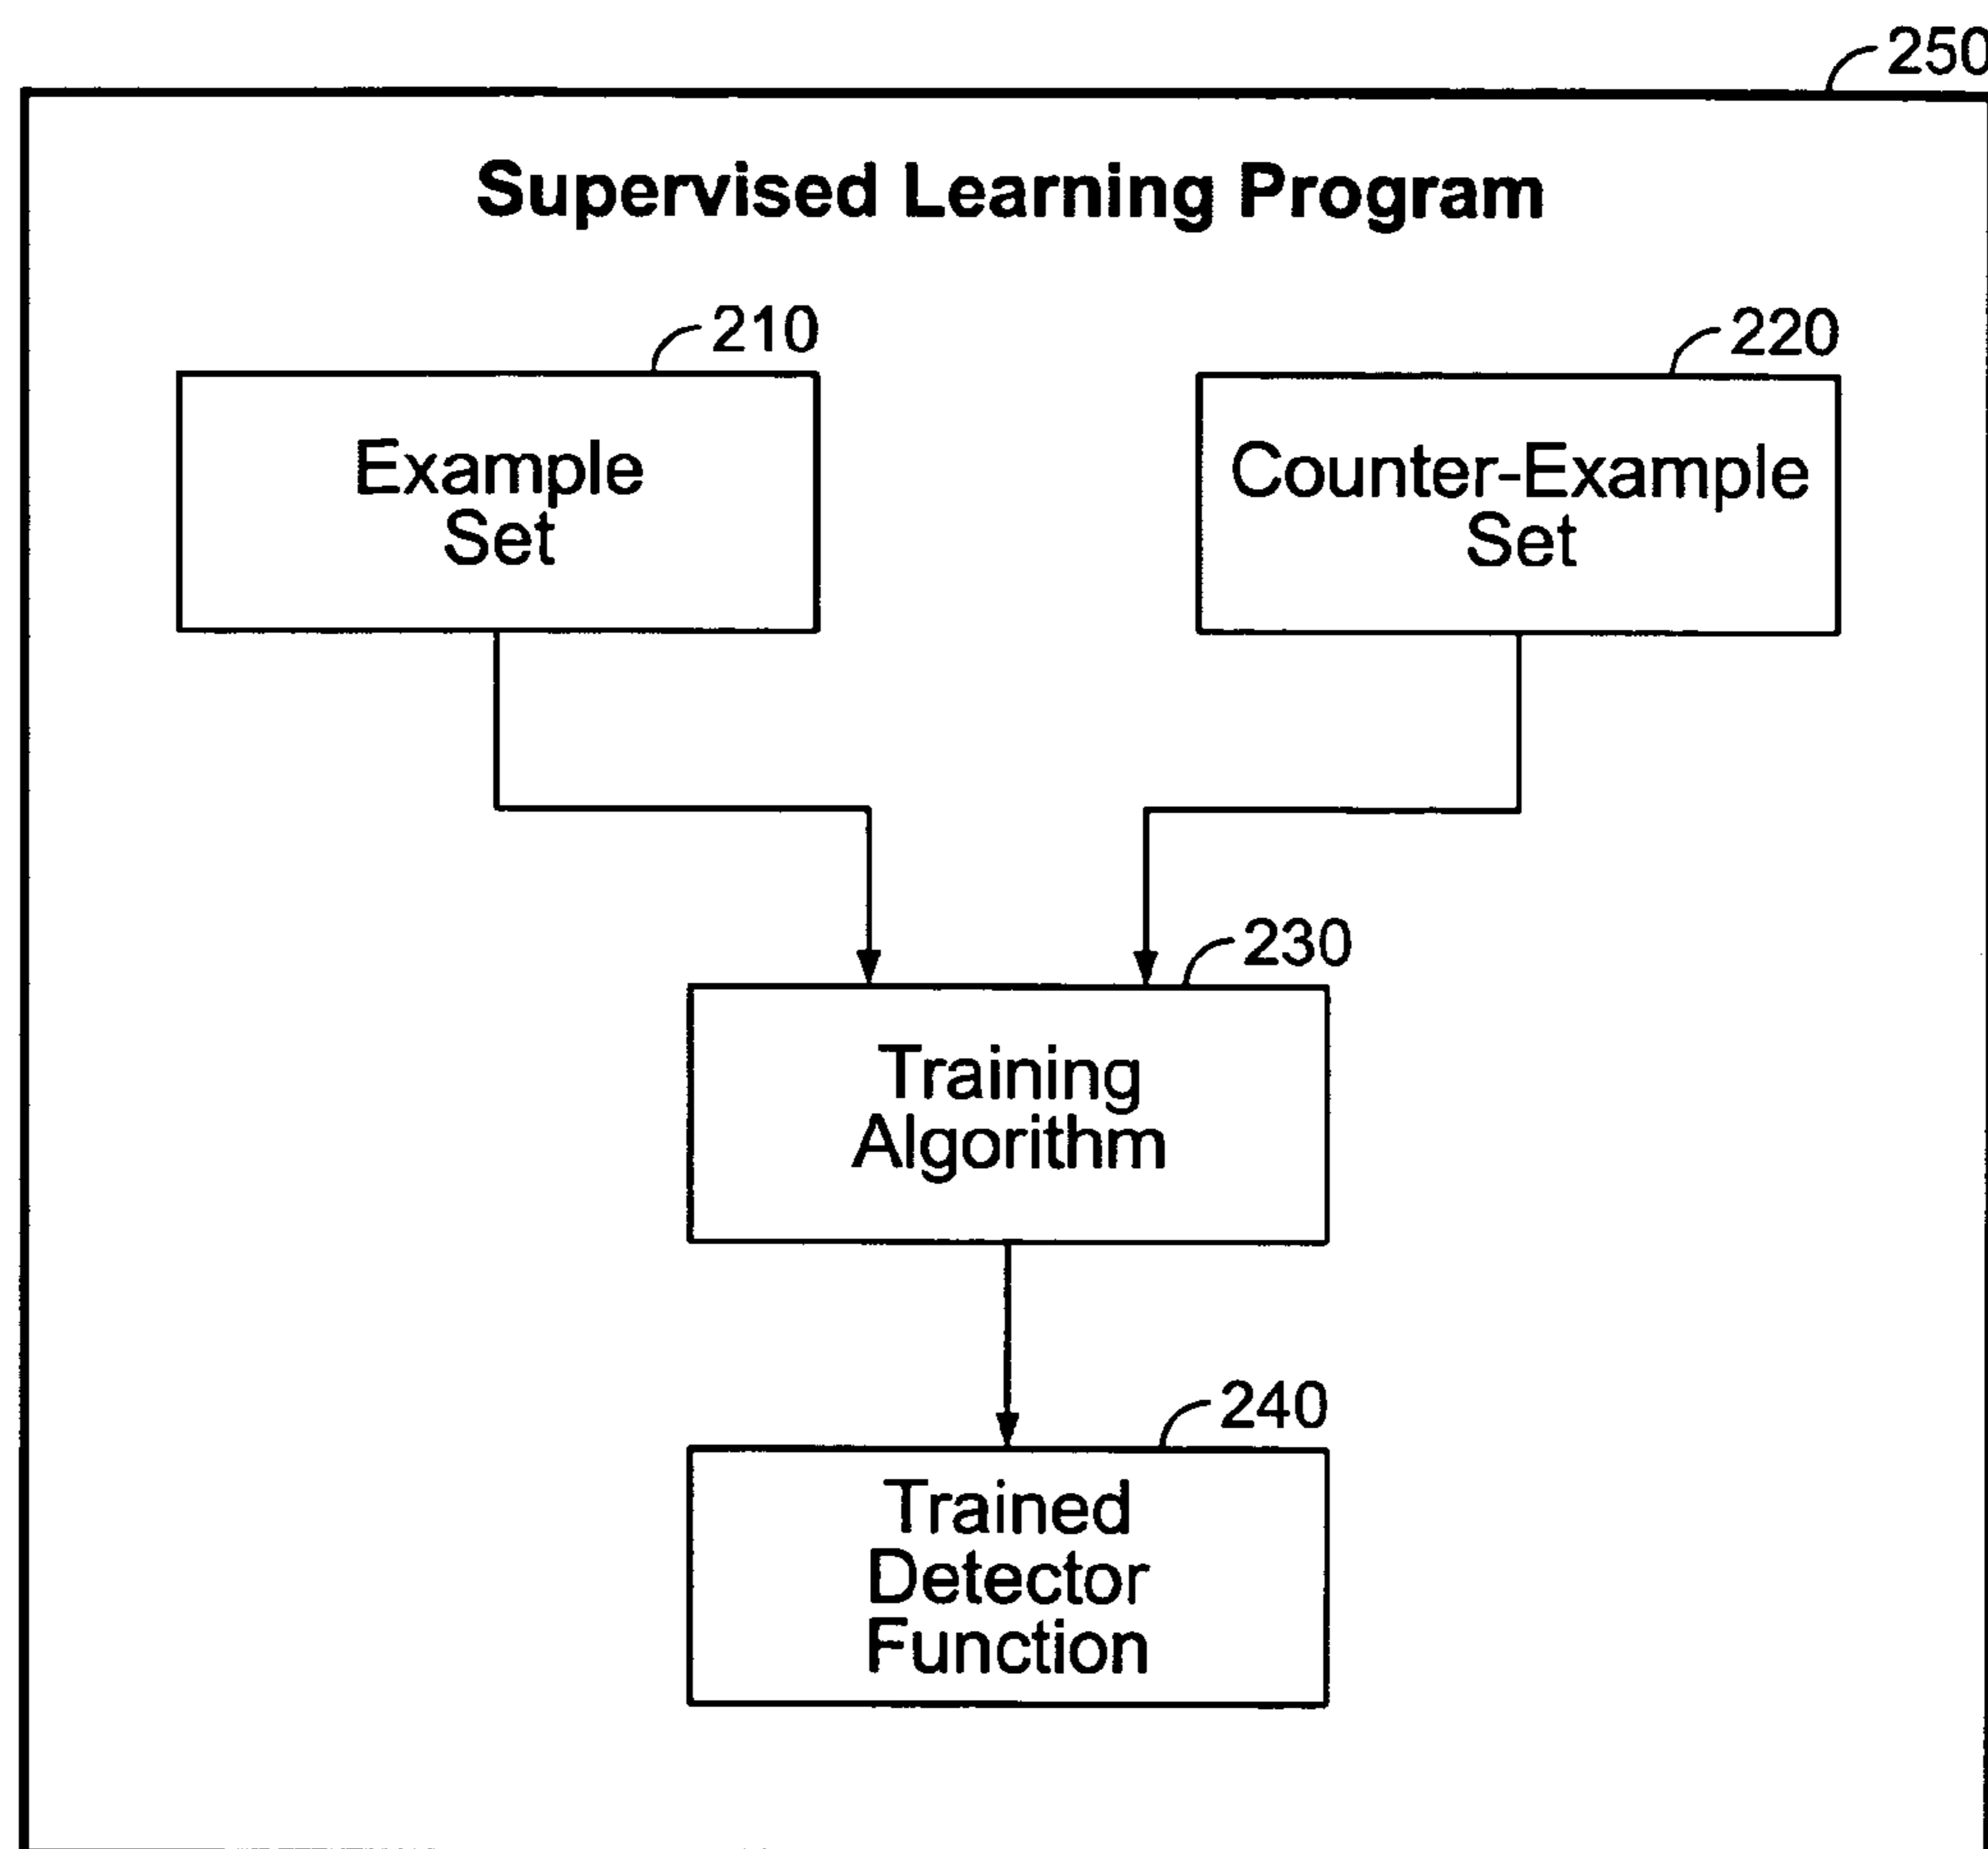 250
Supervised Learning Program
210
220
Example
Set
Counter-Example
Set
230
Training
Algorithm
240
Trained
Detector
Function